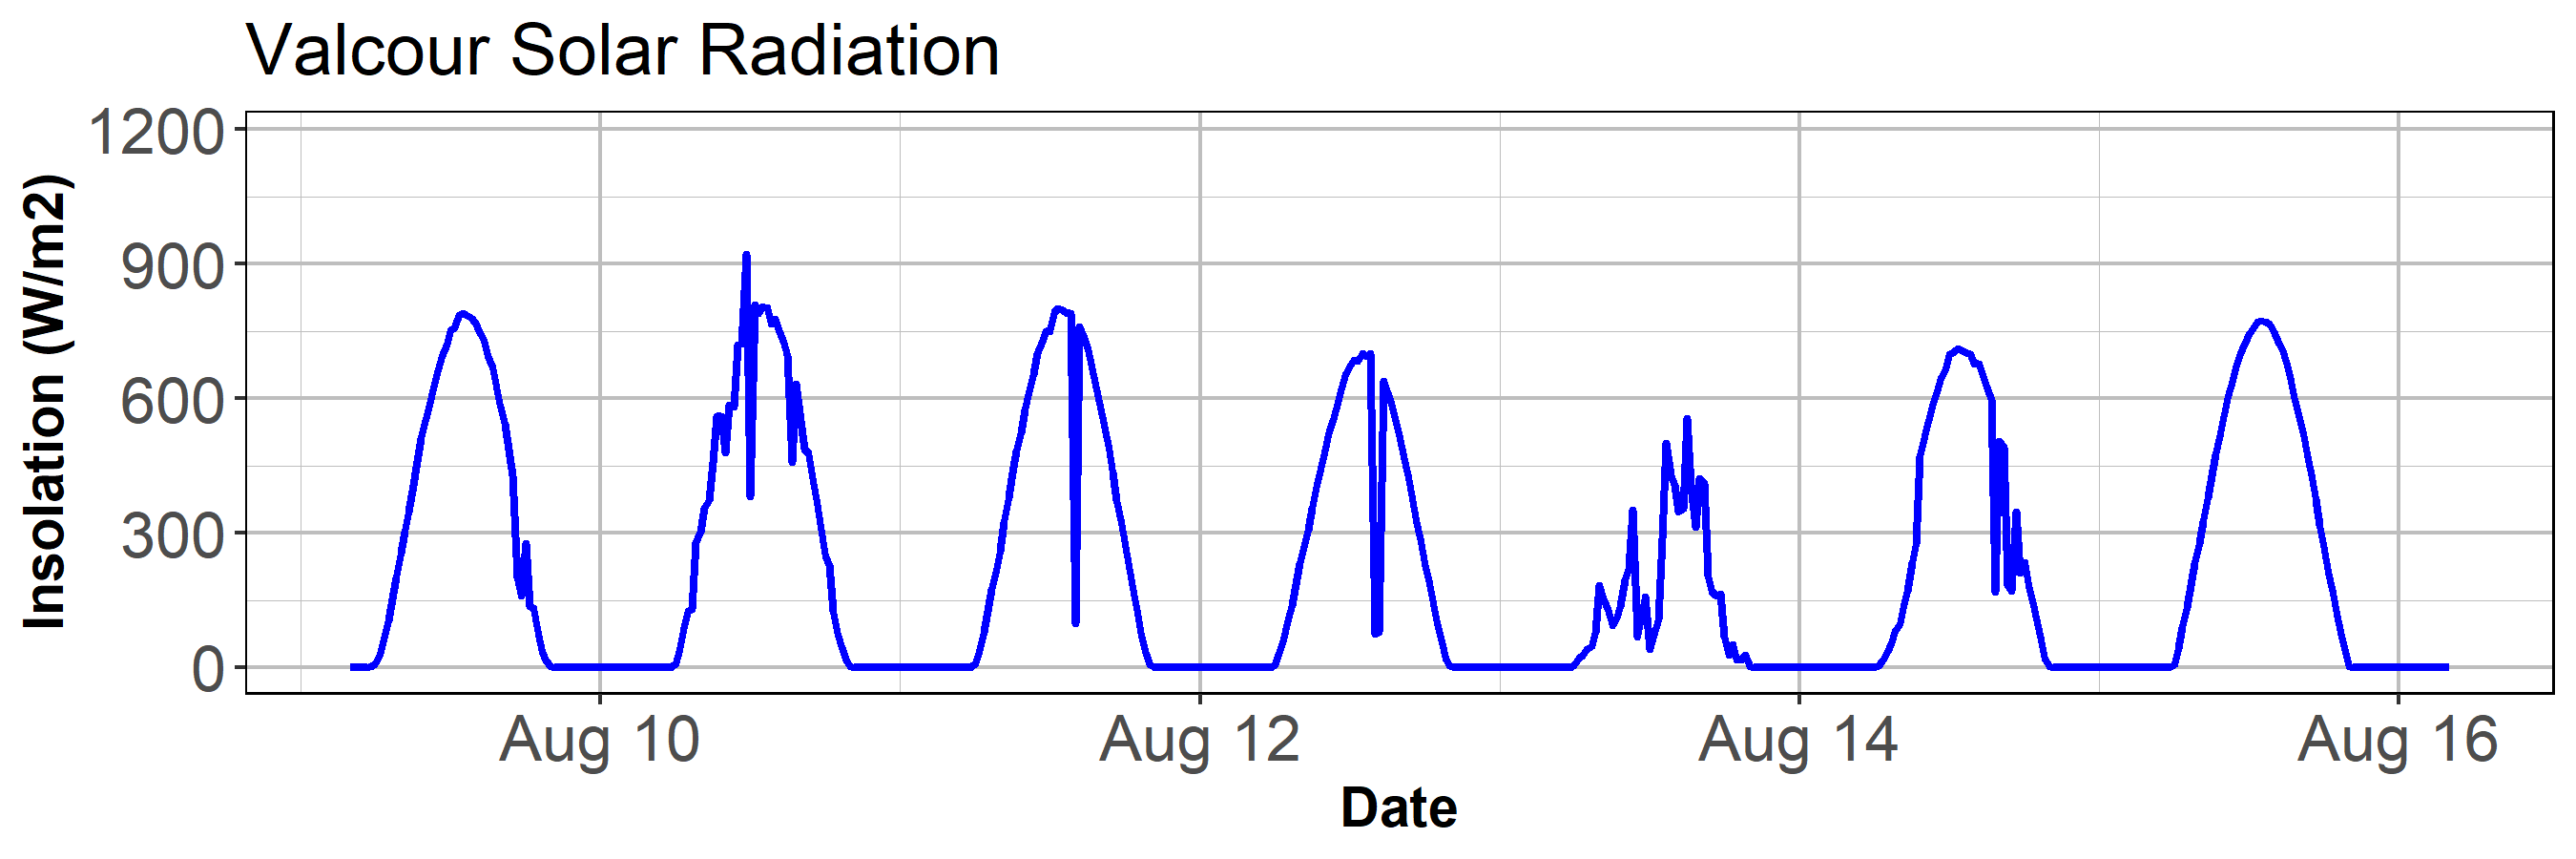 Valcour Solar Radiation
1200
900
600
300
0
Insolation (W/m2)
Aug 10 Aug 12 Aug 14 Aug 16
Date